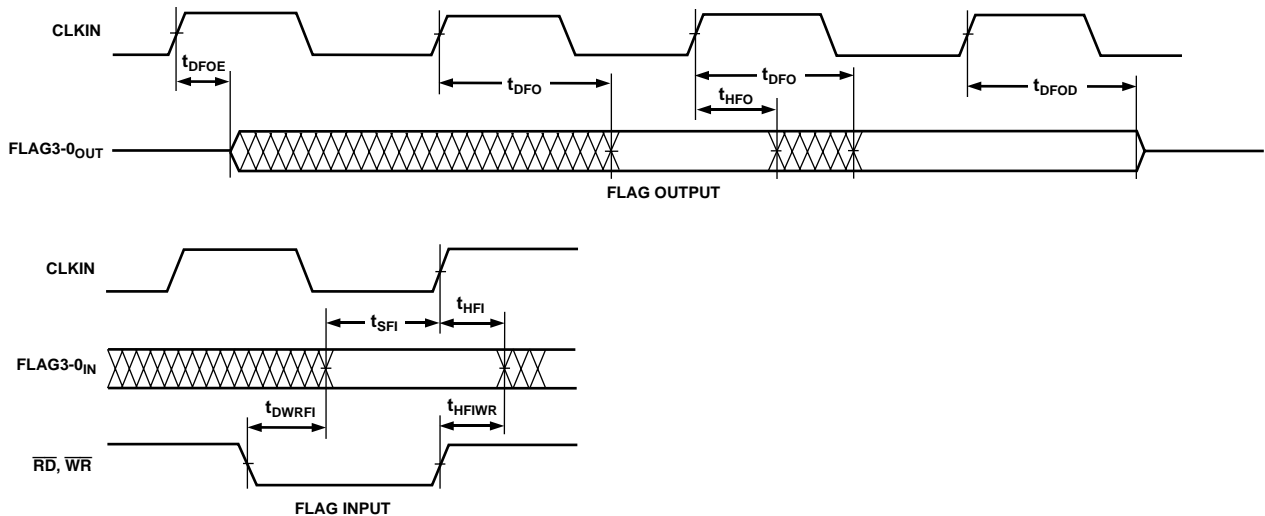 CLKIN
tDFOE
tDFO
tDFO
tHFO
tDFOD
FLAG3-0OUT
FLAG OUTPUT
CLKIN
tSFI
tHFI
FLAG3-0IN
tDWRFI
tHFIWR
RD, WR
FLAG INPUT